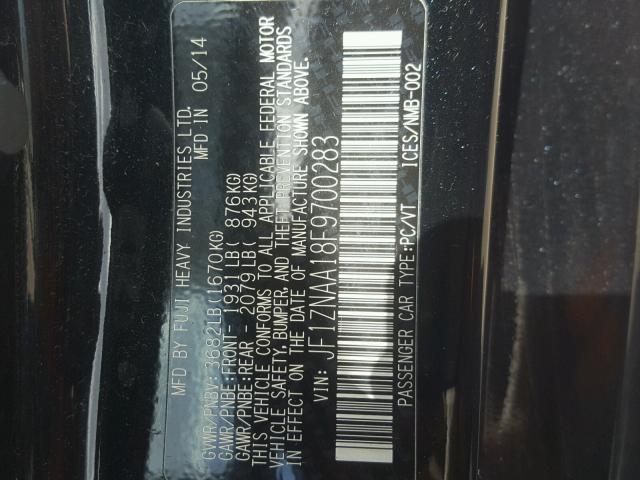 MFD BY FUJI HEAVY INDUSTRIES LTD. MADE IN 05/14
GVWR/PNBV: 3682LB(1670KG)
GAWR/PNBE:FRONT- 1931LB( 876KG)
GAWR/PNBE:REAR - 2079LB( 943KG)
THIS VEHICLE CONFORMS TO ALL APPLICABLE FEDERAL MOTOR
VEHICLE SAFETY,BUMPER,AND THEFT PREVENTION STANDARDS
IN EFFECT ON THE DATE OF MANUFACTURE SHOWN ABOVE.
VIN: JF1ZNAA18F9700283
PASSENGER CAR TYPE:PC/VT ICES/NMB-002